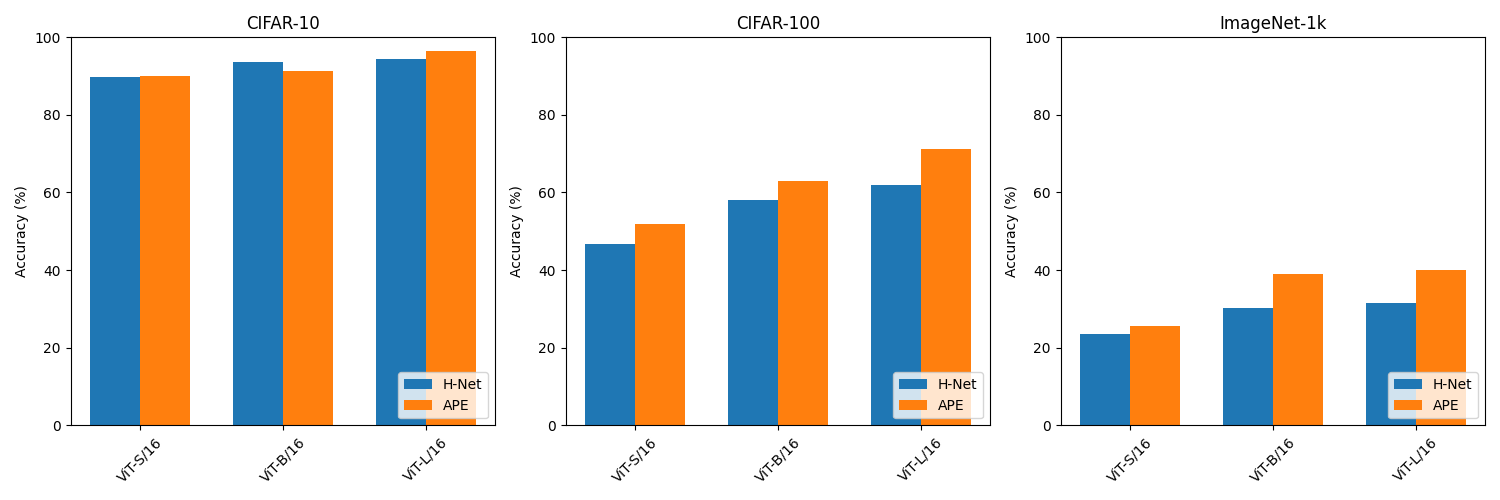 CIFAR-10
Accuracy (%)
100
80
60
40
20
0
ViT-S/16
ViT-B/16
ViT-L/16
H-Net
APE
CIFAR-100
Accuracy (%)
100
80
60
40
20
0
ViT-S/16
ViT-B/16
ViT-L/16
H-Net
APE
ImageNet-1k
Accuracy (%)
100
80
60
40
20
0
ViT-S/16
ViT-B/16
ViT-L/16
H-Net
APE